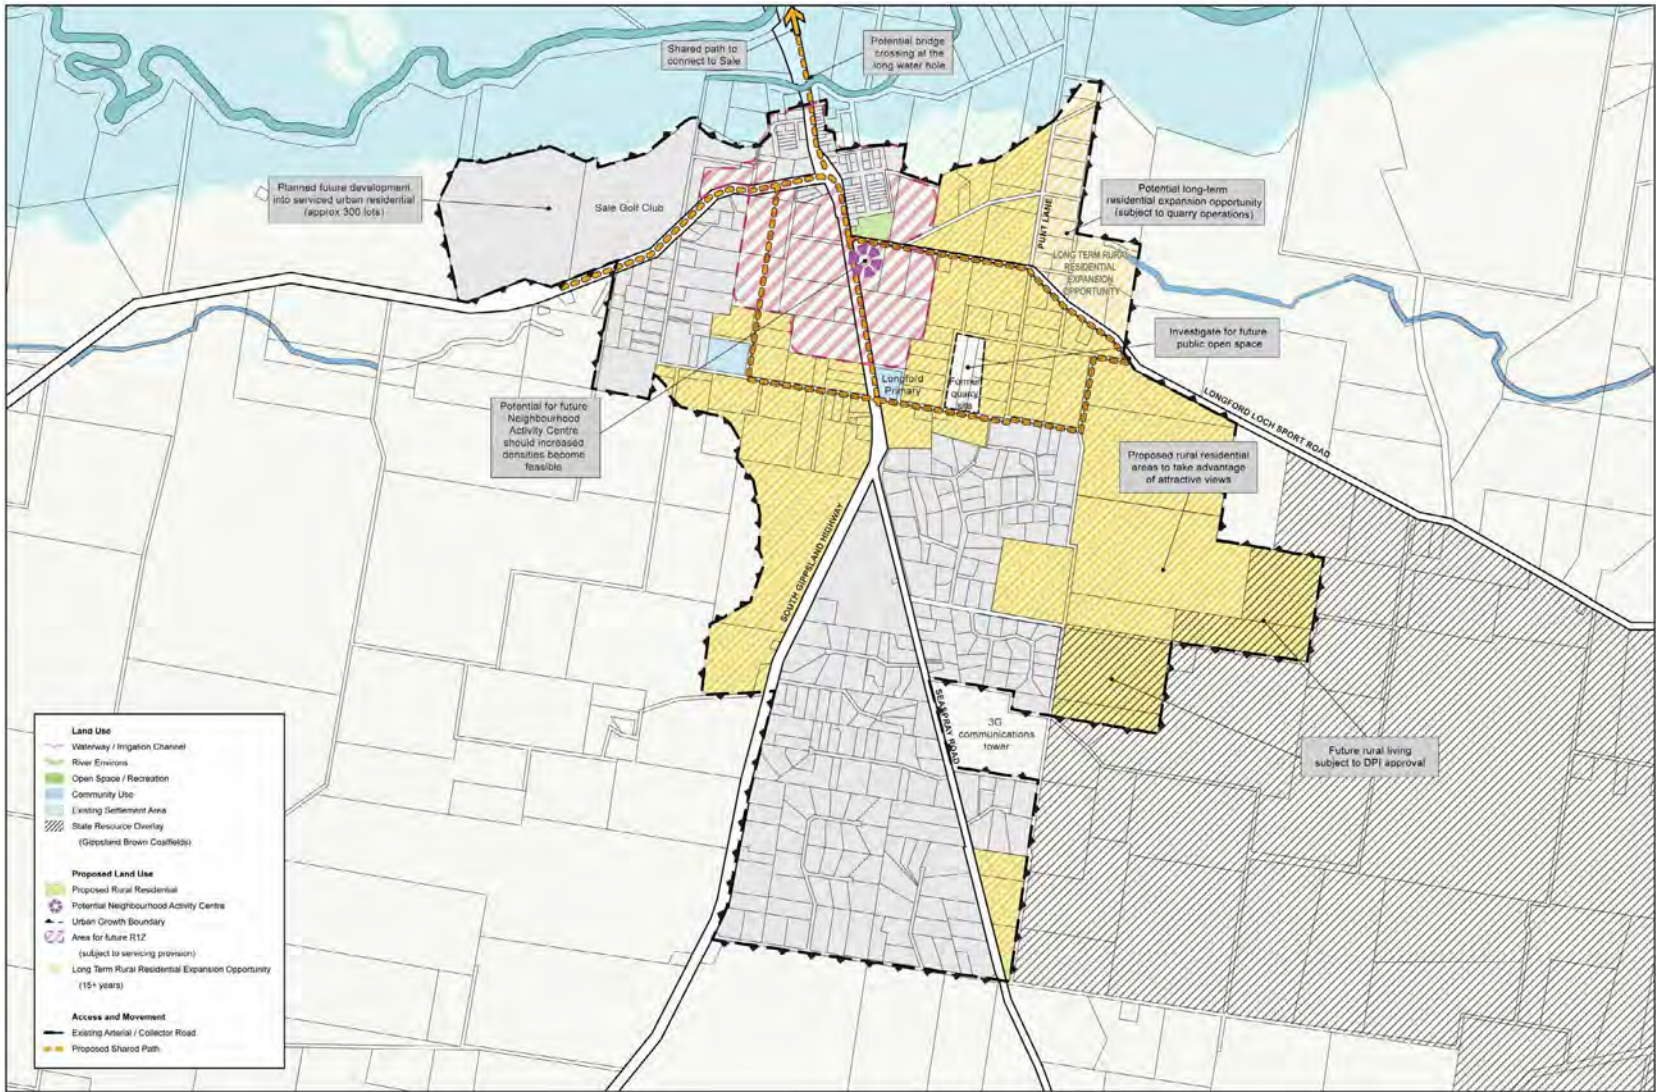 Shared path to
connect to Sale
Potential bridge
crossing at the
long water hole
Planned future development
into serviced urban residential
(approx 300 lots)
Sale Golf Club
Potential long-term
residential expansion opportunity
(subject to quarry operations)
PUNT LANE
LONG TERM RURAL
RESIDENTIAL
EXPANSION
OPPORTUNITY
Investigate for future
public open space
Longford
Primary
Former
quarry
site
LONGFORD LOCH SPORT ROAD
Potential for future
Neighbourhood
Activity Centre
should increased
densities become
feasible
Proposed rural residential
areas to take advantage
of attractive views
SOUTH GIPPSLAND HIGHWAY
SEASPRAY ROAD
3G
communications
tower
Future rural living
subject to DPI approval
Land Use
Waterway / Irrigation Channel
River Environs
Open Space / Recreation
Community Use
Existing Settlement Area
State Resource Overlay
(Gippsland Brown Coalfields)
Proposed Land Use
Proposed Rural Residential
Potential Neighbourhood Activity Centre
Urban Growth Boundary
Area for future R1Z
(subject to servicing provision)
Long Term Rural Residential Expansion Opportunity
(15+ years)
Access and Movement
Existing Arterial / Collector Road
Proposed Shared Path